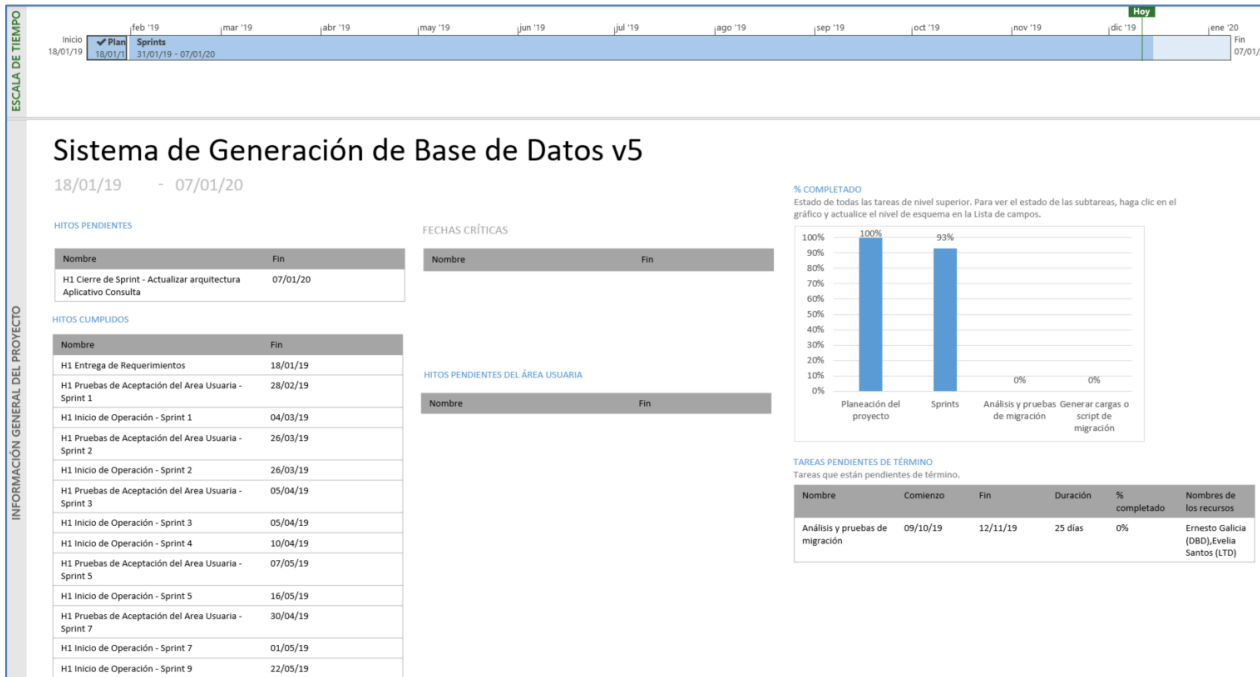 ESCALA DE TIEMPO
Hoy
feb '19 mar '19 abr '19 may '19 jun '19 jul '19 ago '19 sep '19 oct '19 nov '19 dic '19 ene '20
Inicio
18/01/19
✔ Plan
18/01/1
Sprints
31/01/19 - 07/01/20
Fin
07/01/
INFORMACIÓN GENERAL DEL PROYECTO
Sistema de Generación de Base de Datos v5
18/01/19 - 07/01/20
HITOS PENDIENTES
Nombre Fin
H1 Cierre de Sprint - Actualizar arquitectura 07/01/20
Aplicativo Consulta
HITOS CUMPLIDOS
Nombre Fin
H1 Entrega de Requerimientos 18/01/19
H1 Pruebas de Aceptación del Area Usuaria - 28/02/19
Sprint 1
H1 Inicio de Operación - Sprint 1 04/03/19
H1 Pruebas de Aceptación del Area Usuaria - 26/03/19
Sprint 2
H1 Inicio de Operación - Sprint 2 26/03/19
H1 Pruebas de Aceptación del Area Usuaria - 05/04/19
Sprint 3
H1 Inicio de Operación - Sprint 3 05/04/19
H1 Inicio de Operación - Sprint 4 10/04/19
H1 Pruebas de Aceptación del Area Usuaria - 07/05/19
Sprint 5
H1 Inicio de Operación - Sprint 5 16/05/19
H1 Pruebas de Aceptación del Area Usuaria - 30/04/19
Sprint 7
H1 Inicio de Operación - Sprint 7 01/05/19
H1 Inicio de Operación - Sprint 9 22/05/19
FECHAS CRÍTICAS
Nombre Fin
HITOS PENDIENTES DEL ÁREA USUARIA
Nombre Fin
% COMPLETADO
Estado de todas las tareas de nivel superior. Para ver el estado de las subtareas, haga clic en el
gráfico y actualice el nivel de esquema en la Lista de campos.
100%
90%
80%
70%
60%
50%
40%
30%
20%
10%
0%
100% 93% 0% 0%
Planeación del Sprints Análisis y pruebas Generar cargas o
proyecto de migración script de
migración
TAREAS PENDIENTES DE TÉRMINO
Tareas que están pendientes de término.
Nombre Comienzo Fin Duración % Nombres de
completado los recursos
Análisis y pruebas de 09/10/19 12/11/19 25 días 0% Ernesto Galicia
migración (DBD),Evelia
Santos (LTD)